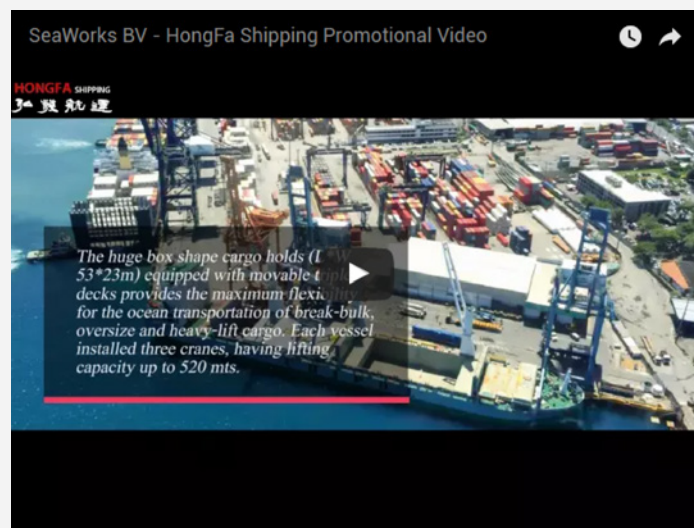 SeaWorks BV - HongFa Shipping Promotional Video
HONGFA SHIPPING
弘發航運
The huge box shape cargo holds (L*W
53*23m) equipped with movable triple
decks provides the maximum flexibility
for the ocean transportation of break-bulk,
oversize and heavy-lift cargo. Each vessel
installed three cranes, having lifting
capacity up to 520 mts.